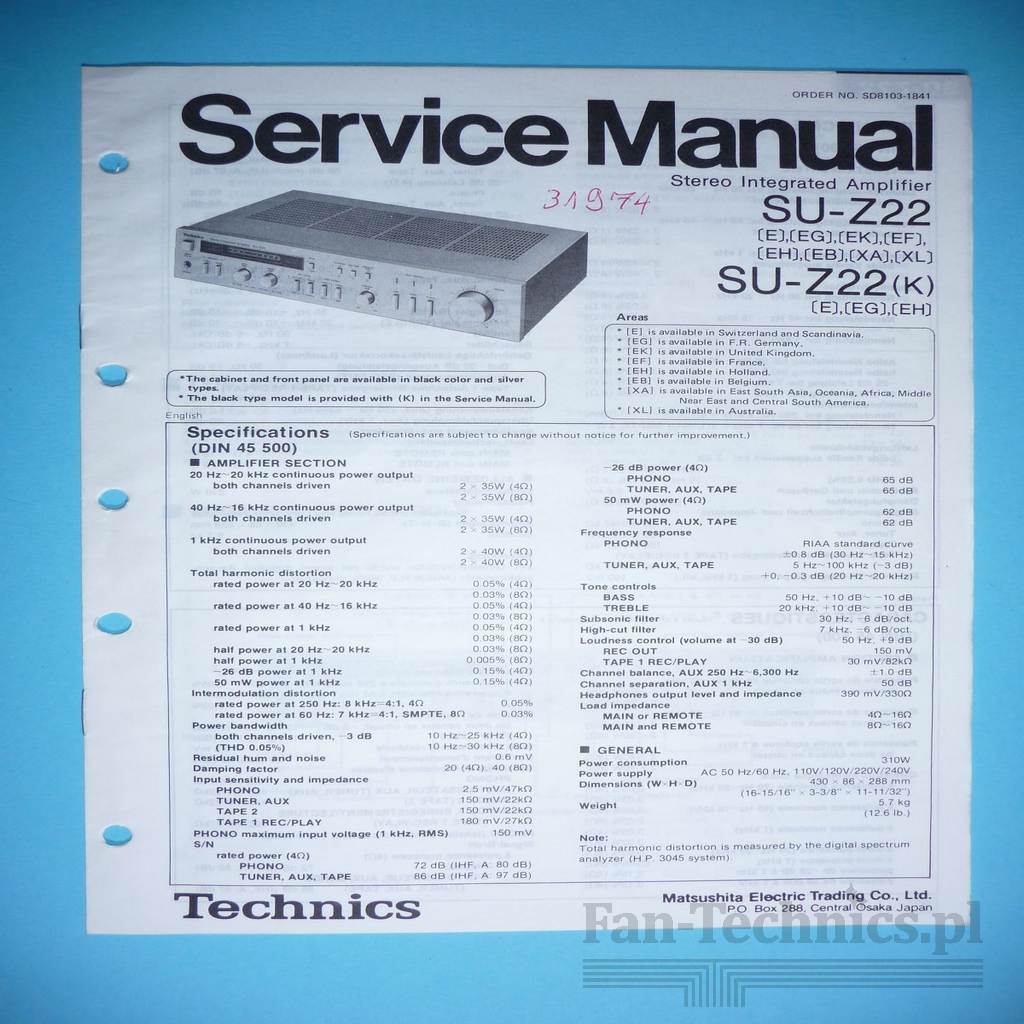 ORDER NO. SD8103-1841
Service Manual
Stereo Integrated Amplifier
31974
SU-Z22
[E],[EG],[EK],[EF],
[EH],[EB],[XA],[XL]
SU-Z22(K)
[E],[EG],[EH]
Technics
Areas
* [E] is available in Switzerland and Scandinavia.
* [EG] is available in F.R. Germany.
* [EK] is available in United Kingdom.
* [EF] is available in France.
* [EH] is available in Holland.
* [EB] is available in Belgium.
* [XA] is available in East South Asia, Oceania, Africa, Middle
Near East and Central South America.
* [XL] is available in Australia.
*The cabinet and front panel are available in black color and silver
types.
* The black type model is provided with (K) in the Service Manual.
English
Specifications (Specifications are subject to change without notice for further improvement.)
(DIN 45 500)
■ AMPLIFIER SECTION
20 Hz~20 kHz continuous power output
both channels driven 2 × 35W (4Ω)
2 × 35W (8Ω)
40 Hz~16 kHz continuous power output
both channels driven 2 × 35W (4Ω)
2 × 35W (8Ω)
1 kHz continuous power output
both channels driven 2 × 40W (4Ω)
2 × 40W (8Ω)
Total harmonic distortion
rated power at 20 Hz~20 kHz 0.05% (4Ω)
0.03% (8Ω)
rated power at 40 Hz~16 kHz 0.05% (4Ω)
0.03% (8Ω)
rated power at 1 kHz 0.05% (4Ω)
0.03% (8Ω)
half power at 20 Hz~20 kHz 0.03% (8Ω)
half power at 1 kHz 0.005% (8Ω)
−26 dB power at 1 kHz 0.15% (4Ω)
50 mW power at 1 kHz 0.15% (4Ω)
Intermodulation distortion
rated power at 250 Hz: 8 kHz=4:1, 4Ω 0.05%
rated power at 60 Hz: 7 kHz=4:1, SMPTE, 8Ω 0.03%
Power bandwidth
both channels driven, −3 dB 10 Hz~25 kHz (4Ω)
(THD 0.05%) 10 Hz~30 kHz (8Ω)
Residual hum and noise 0.6 mV
Damping factor 20 (4Ω), 40 (8Ω)
Input sensitivity and impedance
PHONO 2.5 mV/47kΩ
TUNER, AUX 150 mV/22kΩ
TAPE 2 150 mV/22kΩ
TAPE 1 REC/PLAY 180 mV/27kΩ
PHONO maximum input voltage (1 kHz, RMS) 150 mV
S/N
rated power (4Ω)
PHONO 72 dB (IHF, A: 80 dB)
TUNER, AUX, TAPE 86 dB (IHF, A: 97 dB)
−26 dB power (4Ω)
PHONO 65 dB
TUNER, AUX, TAPE 65 dB
50 mW power (4Ω)
PHONO 62 dB
TUNER, AUX, TAPE 62 dB
Frequency response
PHONO RIAA standard curve
±0.8 dB (30 Hz~15 kHz)
TUNER, AUX, TAPE 5 Hz~100 kHz (−3 dB)
+0, −0.3 dB (20 Hz~20 kHz)
Tone controls
BASS 50 Hz, +10 dB~ −10 dB
TREBLE 20 kHz, +10 dB~ −10 dB
Subsonic filter 30 Hz, −6 dB/oct.
High-cut filter 7 kHz, −6 dB/oct.
Loudness control (volume at −30 dB) 50 Hz, +9 dB
REC OUT 150 mV
TAPE 1 REC/PLAY 30 mV/82kΩ
Channel balance, AUX 250 Hz~6,300 Hz ±1.0 dB
Channel separation, AUX 1 kHz 50 dB
Headphones output level and impedance 390 mV/330Ω
Load impedance
MAIN or REMOTE 4Ω~16Ω
MAIN and REMOTE 8Ω~16Ω
■ GENERAL
Power consumption 310W
Power supply AC 50 Hz/60 Hz, 110V/120V/220V/240V
Dimensions (W×H×D) 430 × 86 × 288 mm
(16-15/16" × 3-3/8" × 11-11/32")
Weight 5.7 kg
(12.6 lb.)
Note:
Total harmonic distortion is measured by the digital spectrum
analyzer (H.P. 3045 system).
Technics
Matsushita Electric Trading Co., Ltd.
PO Box 288, Central Osaka Japan
Fan-Technics.pl